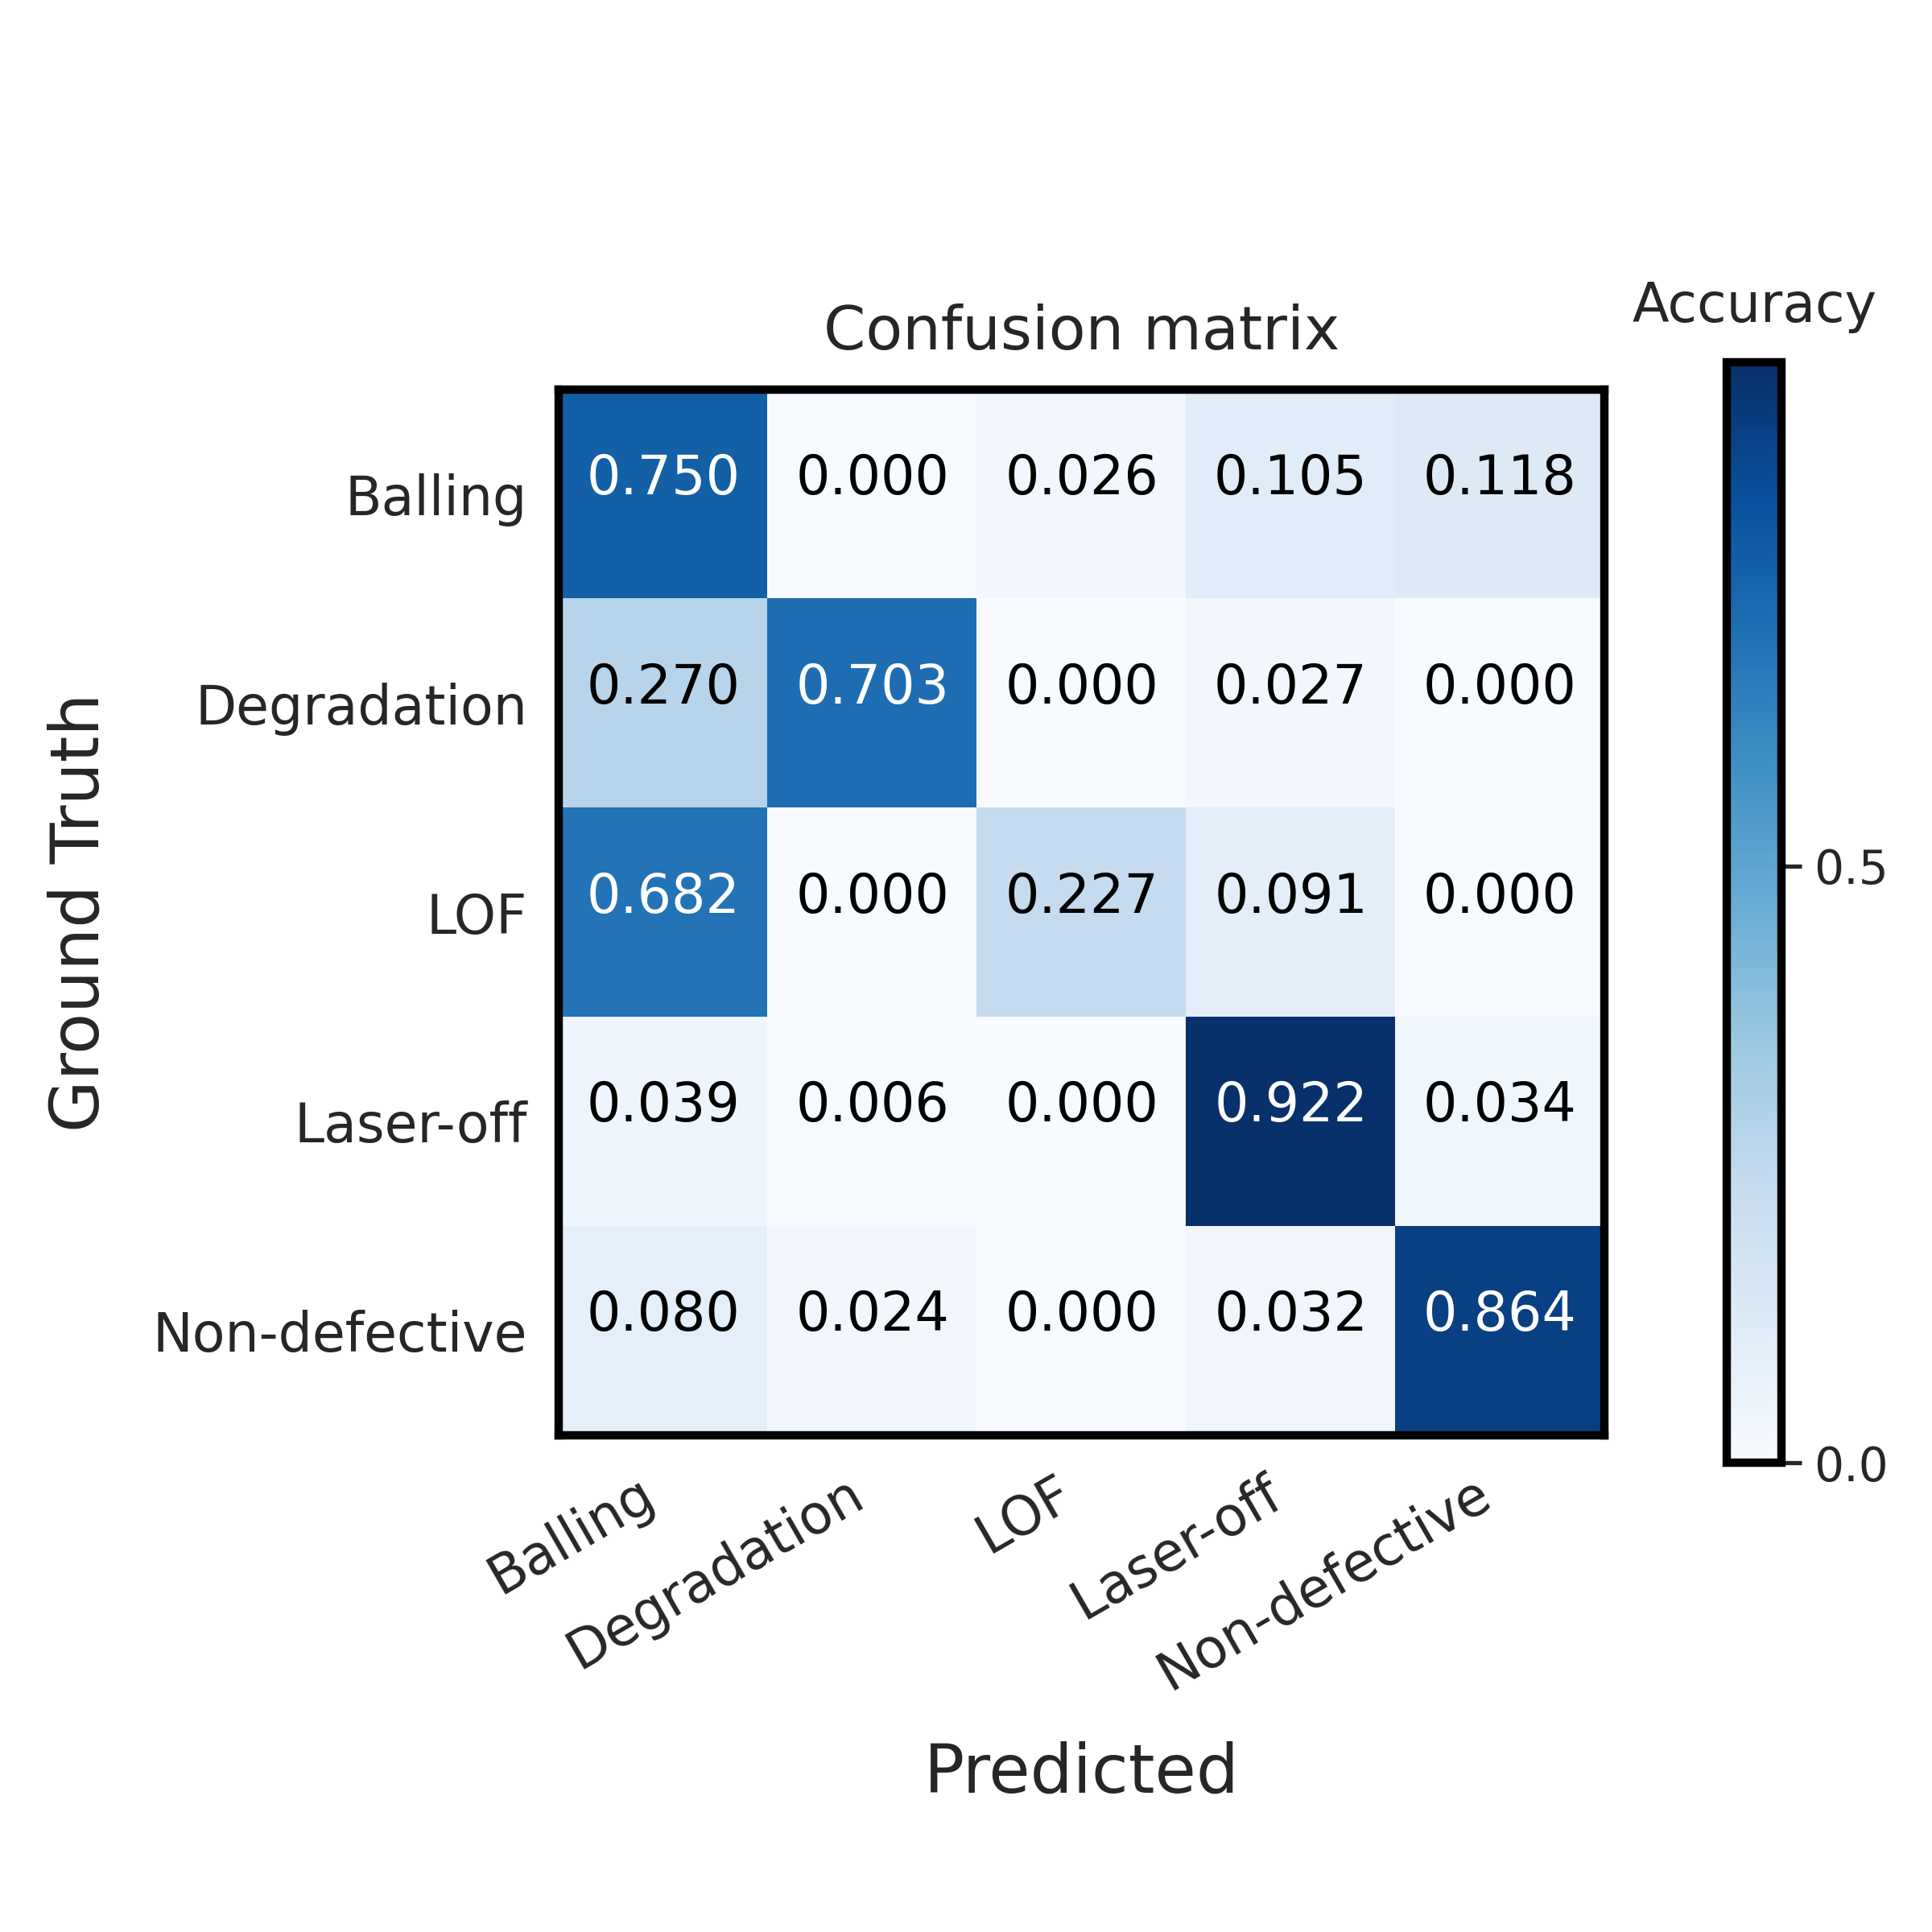 Accuracy
Confusion matrix
Balling 0.750 0.000 0.026 0.105 0.118
Degradation 0.270 0.703 0.000 0.027 0.000
LOF 0.682 0.000 0.227 0.091 0.000
Laser-off 0.039 0.006 0.000 0.922 0.034
Non-defective 0.080 0.024 0.000 0.032 0.864
Ground Truth
0.5
0.0
Balling
Degradation
LOF
Laser-off
Non-defective
Predicted